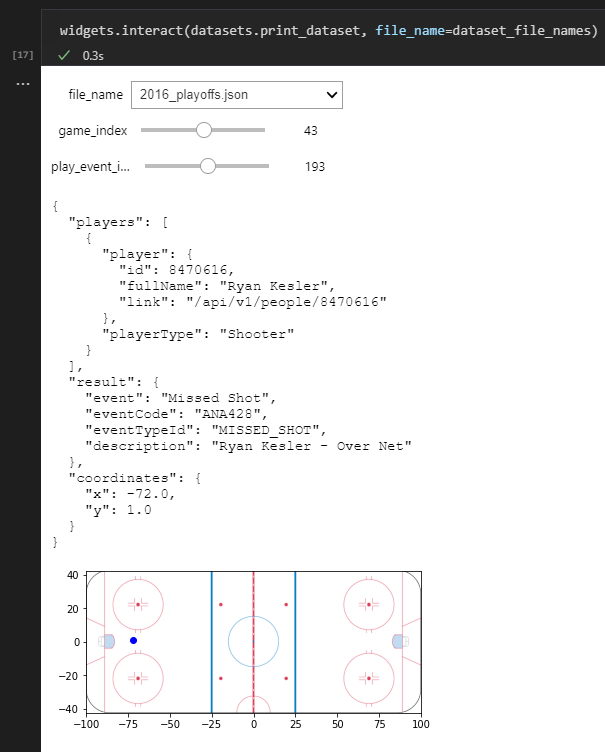 widgets.interact(datasets.print_dataset, file_name=dataset_file_names)
[17]
0.3s
...
file_name 2016_playoffs.json
game_index 43
play_event_i... 193
{
  "players": [
    {
      "player": {
        "id": 8470616,
        "fullName": "Ryan Kesler",
        "link": "/api/v1/people/8470616"
      },
      "playerType": "Shooter"
    }
  ],
  "result": {
    "event": "Missed Shot",
    "eventCode": "ANA428",
    "eventTypeId": "MISSED_SHOT",
    "description": "Ryan Kesler - Over Net"
  },
  "coordinates": {
    "x": -72.0,
    "y": 1.0
  }
}
40
20
0
−20
−40
−100 −75 −50 −25 0 25 50 75 100